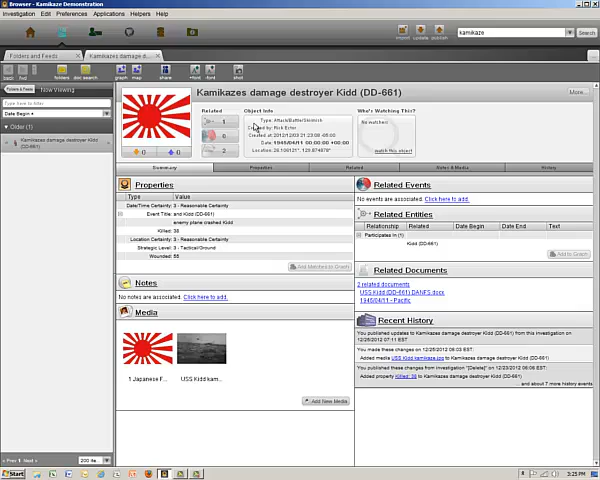 Browser - Kamikaze Demonstration
Investigation Edit Preferences Applications Helpers Help
import update publish kamikaze Search
Folders and Feeds Kamikazes damage d...
back fwd folders doc search graph map share +font -font shot
Folders & Feeds Now Viewing
Type here to filter
Date Begin
Older (1)
Kamikazes damage destroyer Kidd (DD-661)
Kamikazes damage destroyer Kidd (DD-661)
More...
Related
1
6
2
0 0
Object Info
Type: Attack/Battle/Skirmish
Created by: Rick Ector
Created at: 2012/12/03 21:23:08 -05:00
Date: 1945/04/11 00:00:00 +00:00
Who's Watching This?
No watchers
watch this object
Summary Properties Related Notes & Media History
Properties
Type Value
Date/Time Certainty: 3 - Reasonable Certainty
Event Title: and Kidd (DD-661)
enemy plane crashed Kidd
Killed: 38
Location Certainty: 3 - Reasonable Certainty
Strategic Level: 3 - Tactical/Ground
Wounded: 55
Add Matches to Graph
Notes
No notes are associated. Click here to add.
Media
1 Japanese F... USS Kidd kam...
Add New Media
Related Events
No events are associated. Click here to add.
Related Entities
Relationship Related Date Begin Date End Text
Participates In (1)
Kidd (DD-661)
Add to Graph
Related Documents
2 related documents
USS Kidd (DD-661) DANFS.docx
1945/04/11 - Pacific
Recent History
You published updates to Kamikazes damage destroyer Kidd (DD-661) from this investigation on
12/25/2012 07:11 EST
You made these changes on 12/25/2012 06:03 EST:
Added media USS Kidd kamikaze.jpg to Kamikazes damage destroyer Kidd (DD-661)
You published these changes from investigation "[Delete]" on 12/23/2012 06:06 EST:
Added property Killed: 38 to Kamikazes damage destroyer Kidd (DD-661)
... and about 7 more history events
< Prev 1 Next >
200 ite...
Start 3:25 PM